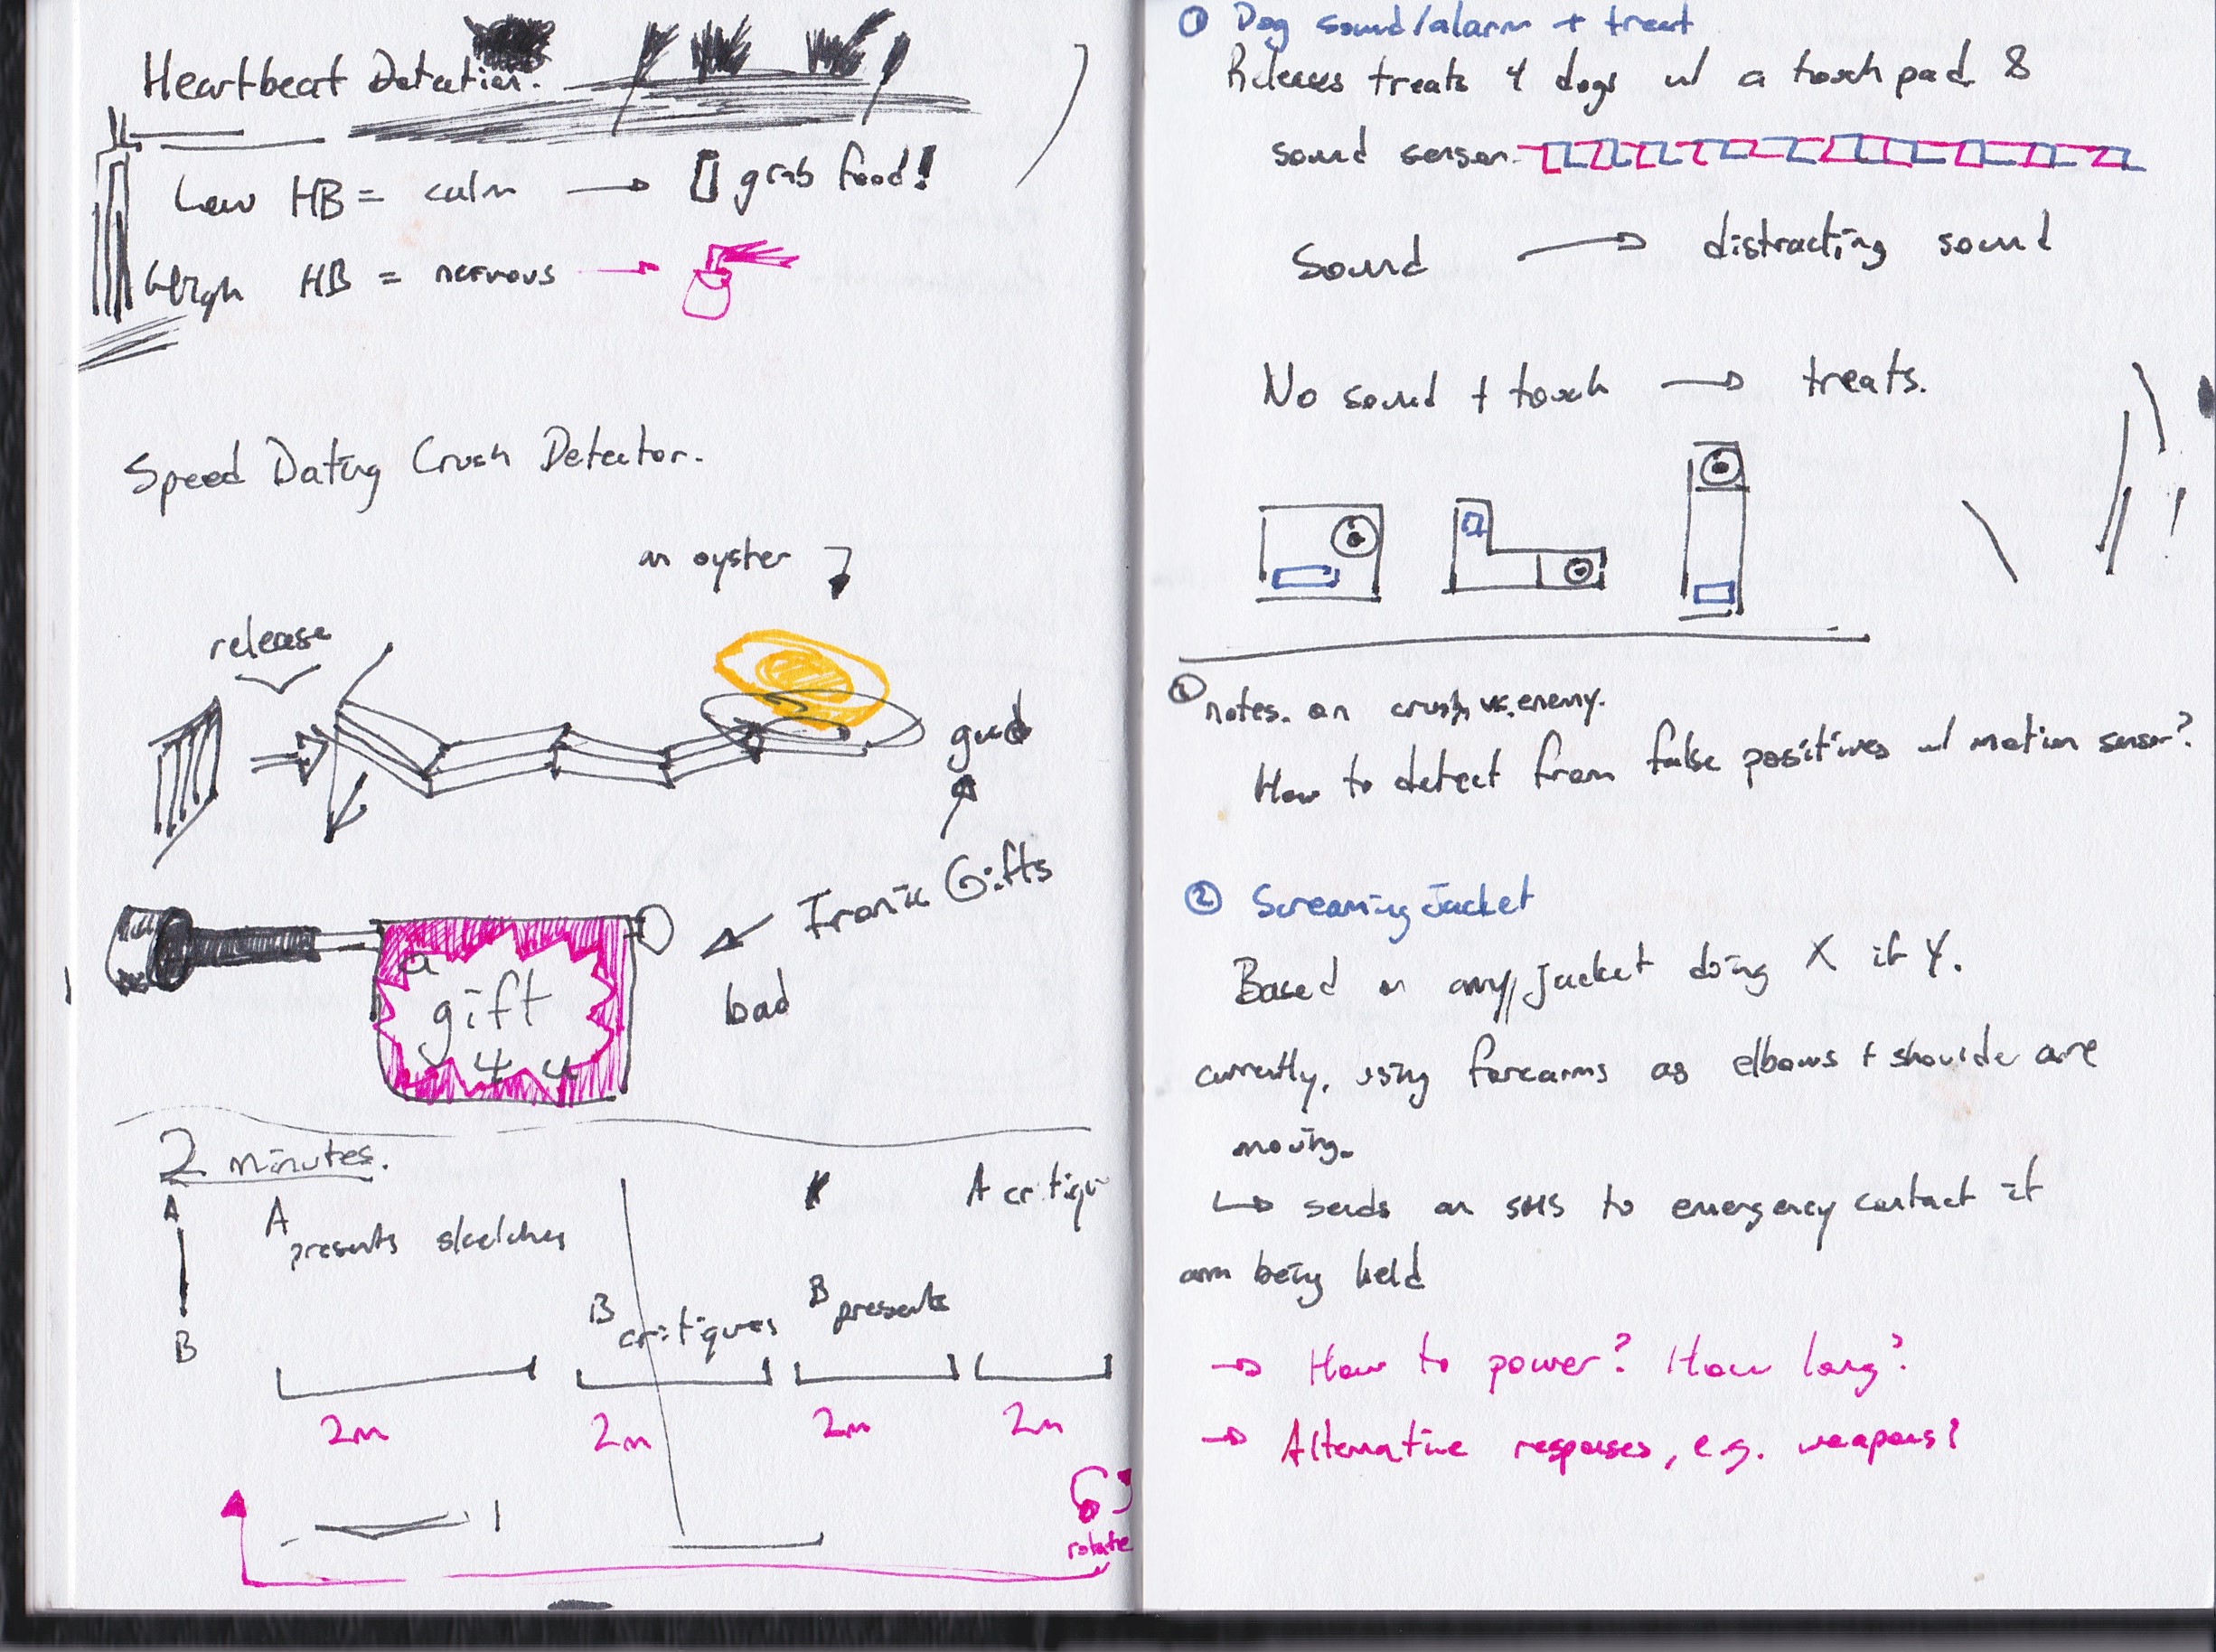 Heartbeat Detection.
Low HB = calm → grab food!
High HB = nervous →
Speed Dating Crush Detector.
an oyster
release
good
Ironic Gifts
bad
a
gift
4 u
2 minutes.
A
B
A
presents sketches
B
critiques
B
presents
A critiqu
2m
2m
2m
2m
rotate
① Dog sound/alarm + treat
Releases treats 4 dogs w/ a touch pad &
sound sensor.
Sound → distracting sound
No sound + touch → treats.
① notes. on crush vs. enemy.
How to detect from false positives w/ motion sensor?
② Screaming Jacket
Based on any jacket doing X if Y.
currently, using forearms as elbows + shoulder are
moving.
↳ sends an SMS to emergency contact if
arm being held
→ How to power? How long?
→ Alternative responses, e.g. weapons?